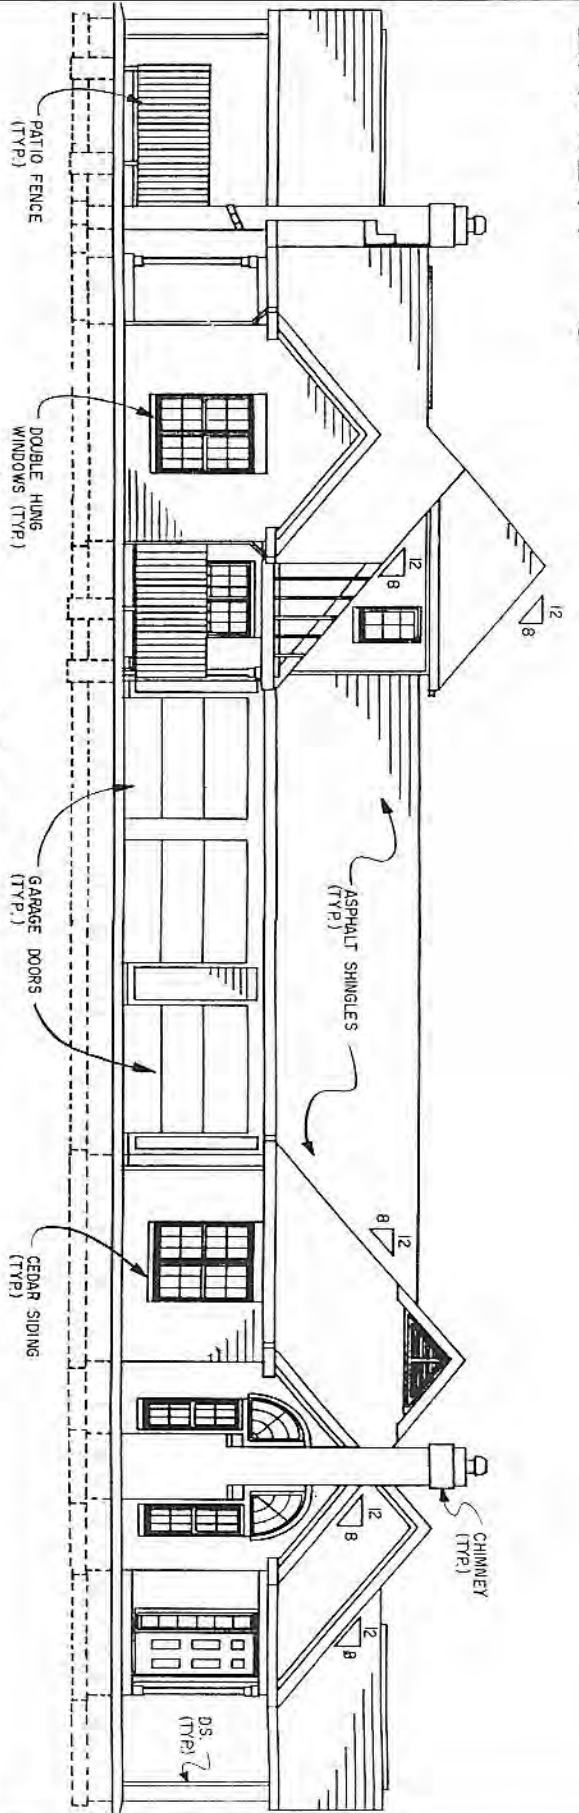 12
8
12
8
CHIMNEY
(TYP.)
12
8
12
8
12
8
ASPHALT SHINGLES
(TYP.)
D.S.
(TYP.)
PATIO FENCE
(TYP.)
DOUBLE HUNG
WINDOWS (TYP.)
GARAGE DOORS
(TYP.)
CEDAR SIDING
(TYP.)